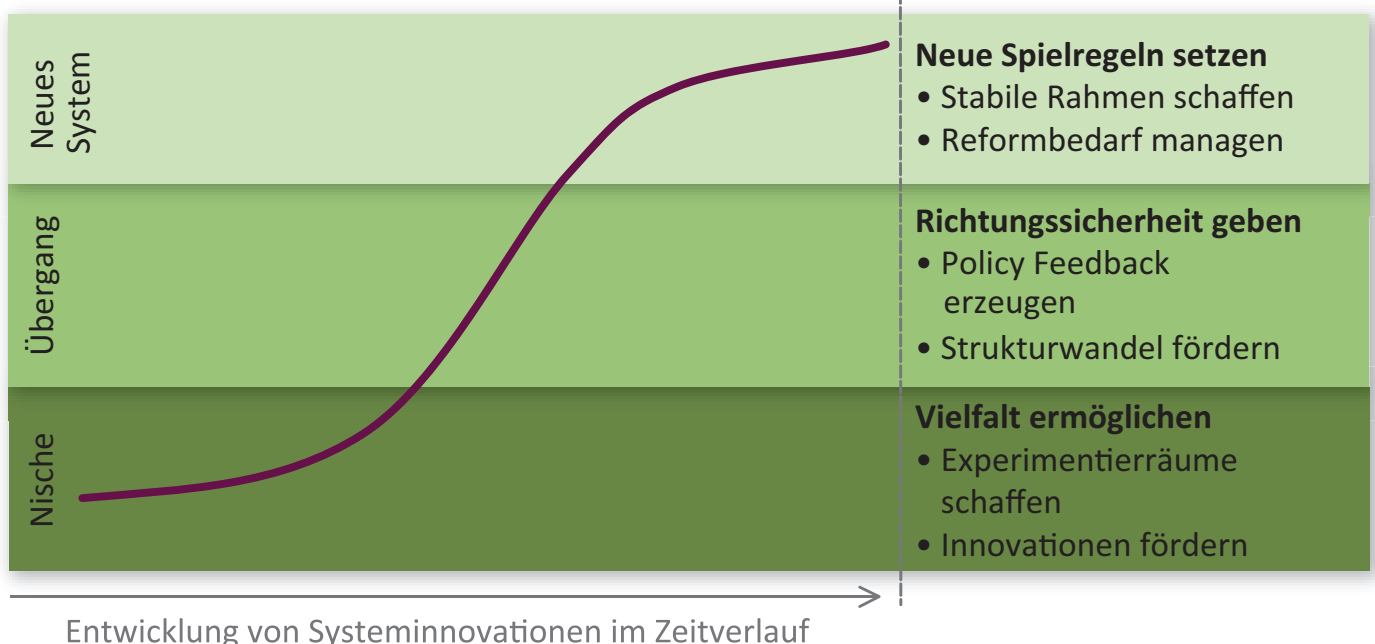 Neues
System
Neue Spielregeln setzen
• Stabile Rahmen schaffen
• Reformbedarf managen
Übergang
Richtungssicherheit geben
• Policy Feedback
erzeugen
• Strukturwandel fördern
Nische
Vielfalt ermöglichen
• Experimentierräume
schaffen
• Innovationen fördern
Entwicklung von Systeminnovationen im Zeitverlauf